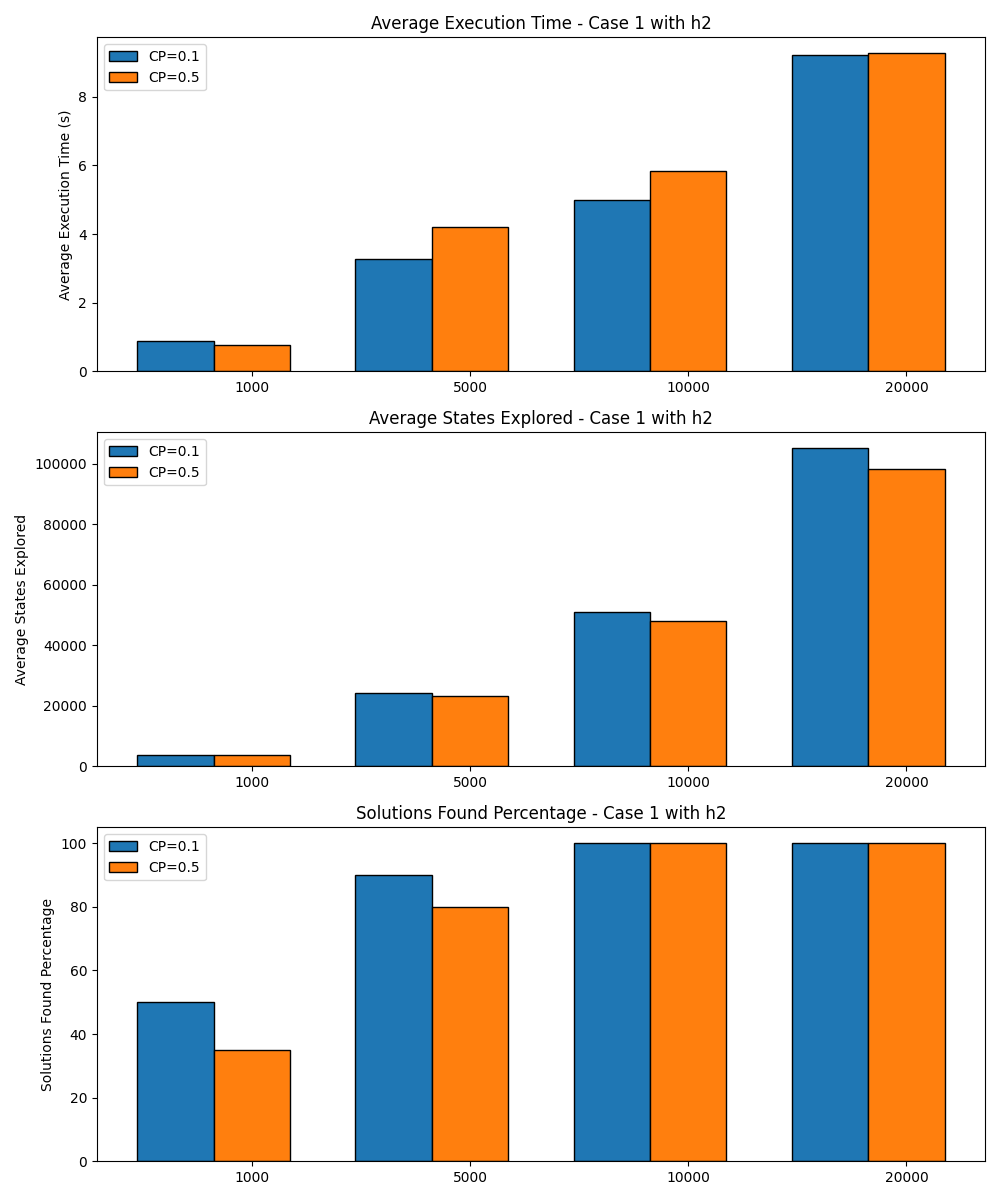 Average Execution Time - Case 1 with h2
CP=0.1
CP=0.5
Average Execution Time (s)
8
6
4
2
0
1000 5000 10000 20000
Average States Explored - Case 1 with h2
CP=0.1
CP=0.5
Average States Explored
100000
80000
60000
40000
20000
0
1000 5000 10000 20000
Solutions Found Percentage - Case 1 with h2
CP=0.1
CP=0.5
Solutions Found Percentage
100
80
60
40
20
0
1000 5000 10000 20000